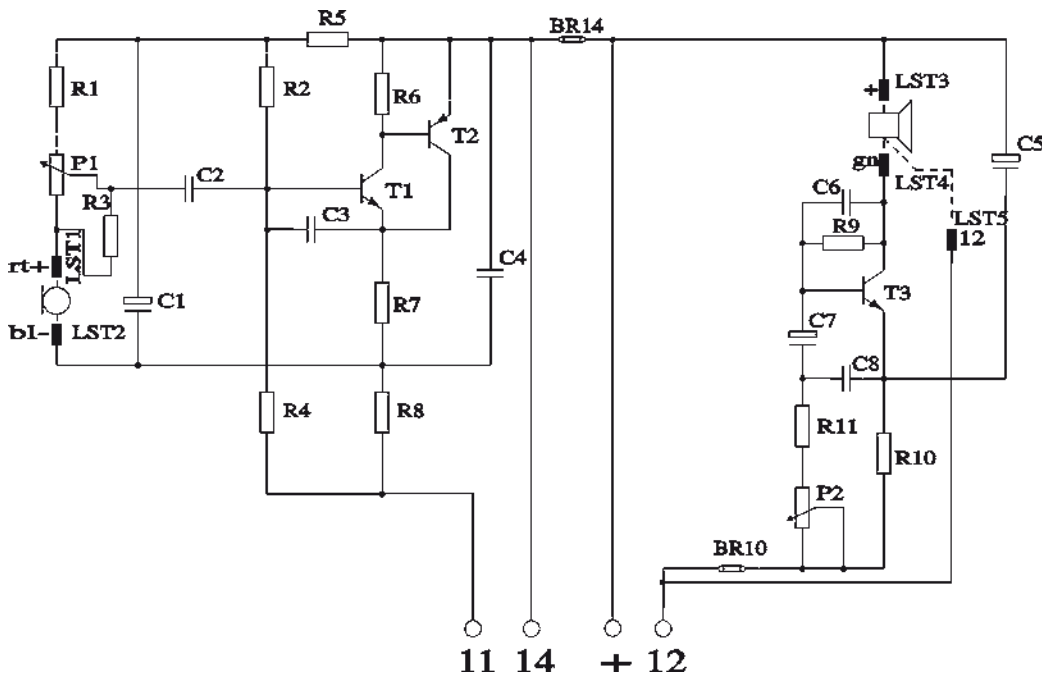 R5
BR14
R1
R2
R6
LST3
+
T2
C5
P1
gn
C2
LST4
R3
T1
C6
C3
LST5
R9
12
rt+
LST1
C4
T3
C1
R7
C7
bl-
LST2
C8
R4
R8
R11
R10
P2
BR10
11 14 + 12